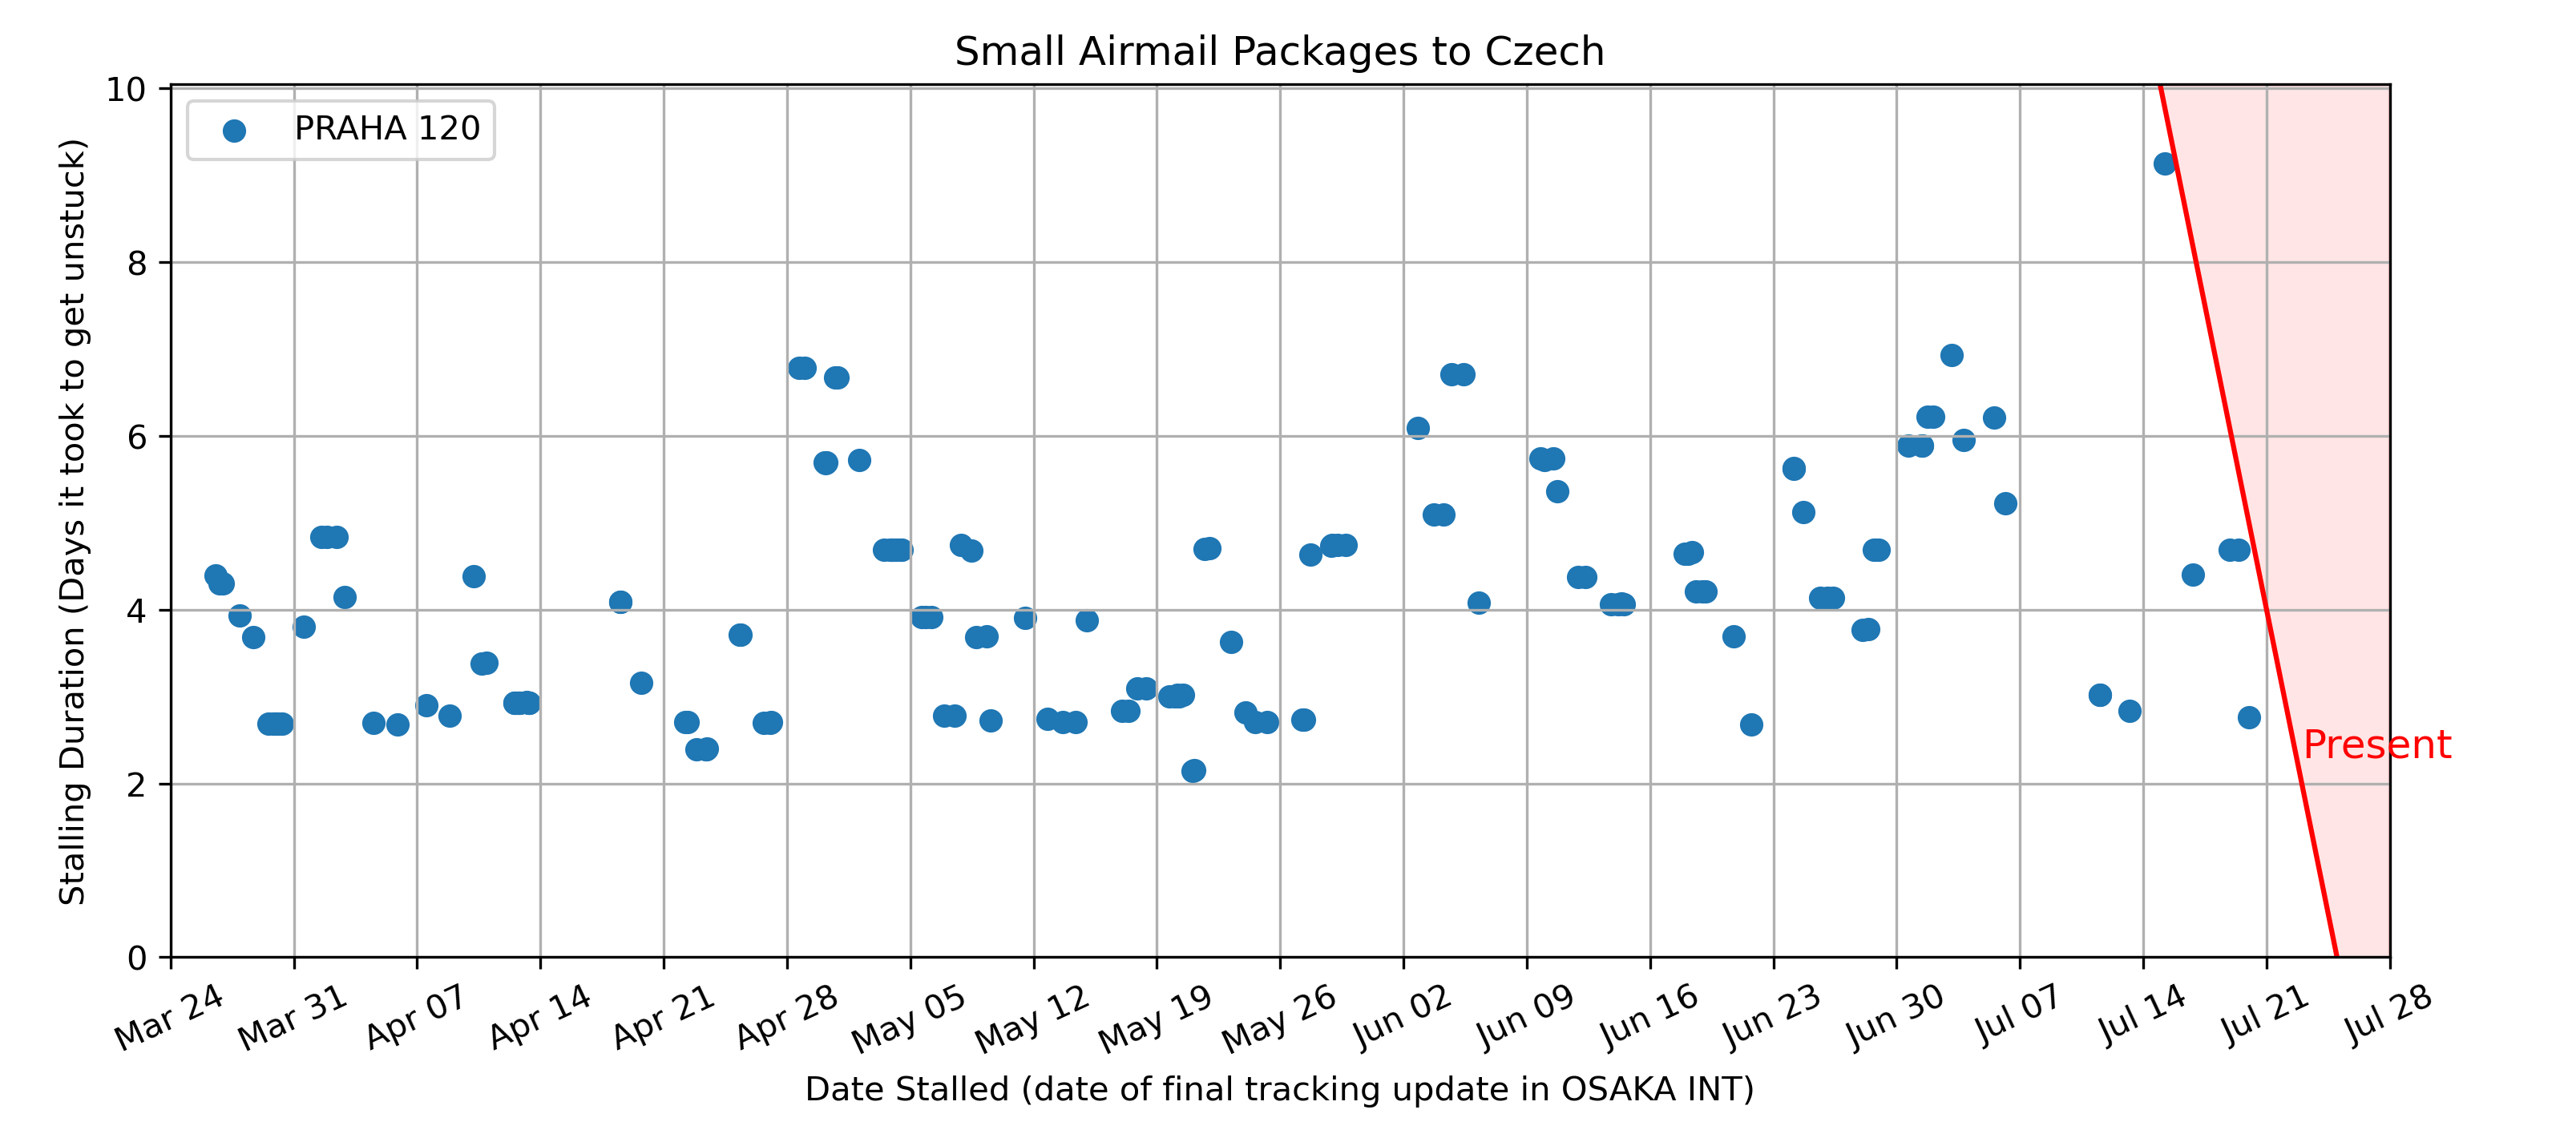 Small Airmail Packages to Czech
PRAHA 120
Stalling Duration (Days it took to get unstuck)
10
8
6
4
2
0
Present
Mar 24
Mar 31
Apr 07
Apr 14
Apr 21
Apr 28
May 05
May 12
May 19
May 26
Jun 02
Jun 09
Jun 16
Jun 23
Jun 30
Jul 07
Jul 14
Jul 21
Jul 28
Date Stalled (date of final tracking update in OSAKA INT)